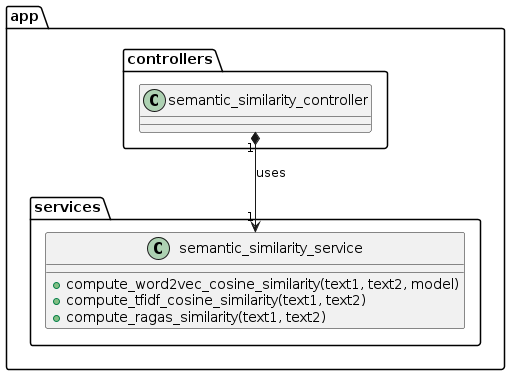 app
controllers
C semantic_similarity_controller
1
uses
1
services
C semantic_similarity_service
compute_word2vec_cosine_similarity(text1, text2, model)
compute_tfidf_cosine_similarity(text1, text2)
compute_ragas_similarity(text1, text2)